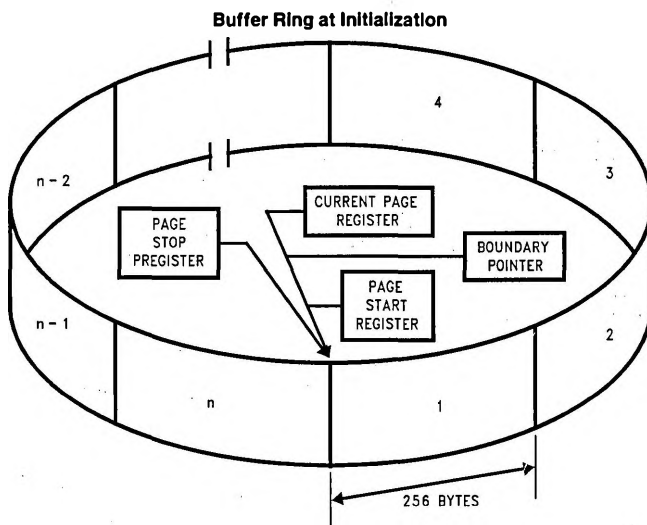 Buffer Ring at Initialization
4
3
n-2
CURRENT PAGE
REGISTER
PAGE
STOP
PREGISTER
BOUNDARY
POINTER
PAGE
START
REGISTER
n-1
2
n
1
256 BYTES